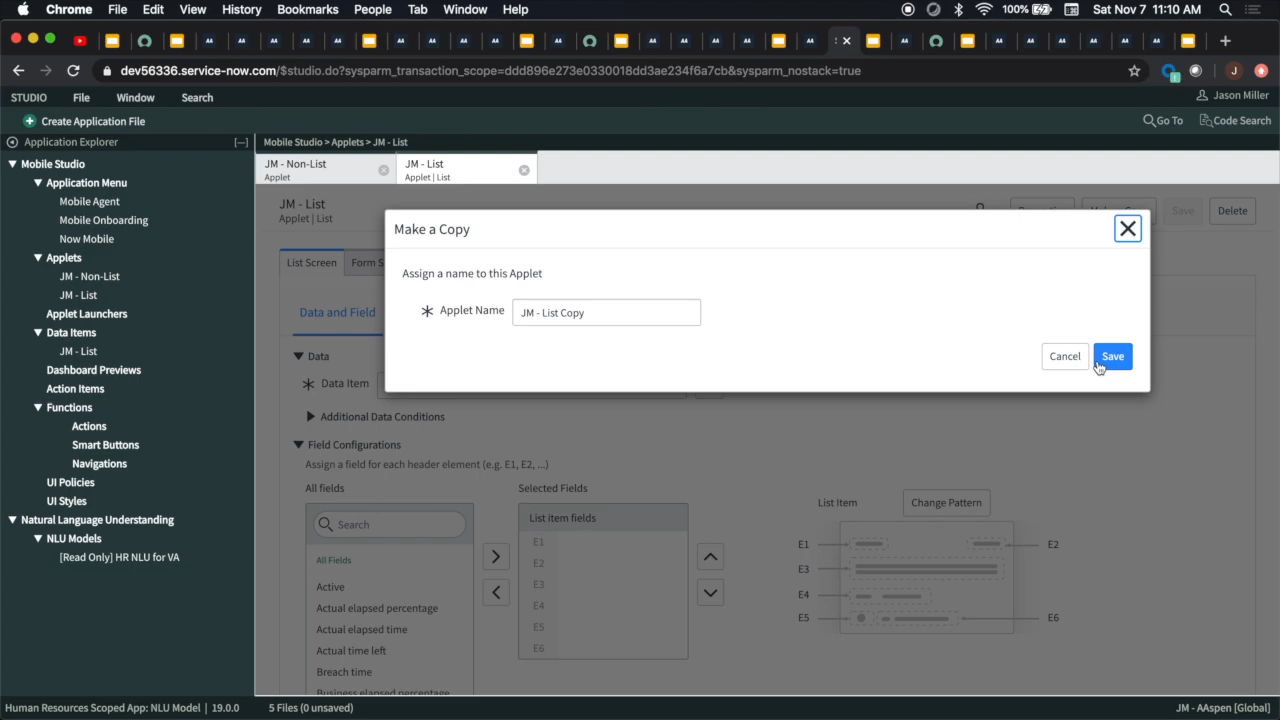 Chrome File Edit View History Bookmarks People Tab Window Help 100% Sat Nov 7 11:10 AM
dev56336.service-now.com/$studio.do?sysparm_transaction_scope=ddd896e273e0330018dd3ae234f6a7cb&sysparm_nostack=true
J
STUDIO File Window Search Jason Miller
Create Application File Go To Code Search
Application Explorer [—] Mobile Studio > Applets > JM - List
Mobile Studio
Application Menu
Mobile Agent
Mobile Onboarding
Now Mobile
Applets
JM - Non-List
JM - List
Applet Launchers
Data Items
JM - List
Dashboard Previews
Action Items
Functions
Actions
Smart Buttons
Navigations
UI Policies
UI Styles
Natural Language Understanding
NLU Models
[Read Only] HR NLU for VA
JM - Non-List
Applet
JM - List
Applet | List
JM - List
Applet | List
Save Delete
List Screen Form S
Data and Field
Make a Copy
Assign a name to this Applet
Applet Name JM - List Copy
Cancel Save
Data
Data Item
Additional Data Conditions
Field Configurations
Assign a field for each header element (e.g. E1, E2, ...)
All fields Selected Fields
Search
All Fields
Active
Actual elapsed percentage
Actual elapsed time
Actual time left
Breach time
Business elapsed percentage
List item fields
E1
E2
E3
E4
E5
E6
List Item Change Pattern
E1 E2
E3
E4
E5 E6
Human Resources Scoped App: NLU Model | 19.0.0 5 Files (0 unsaved) JM - AAspen [Global]